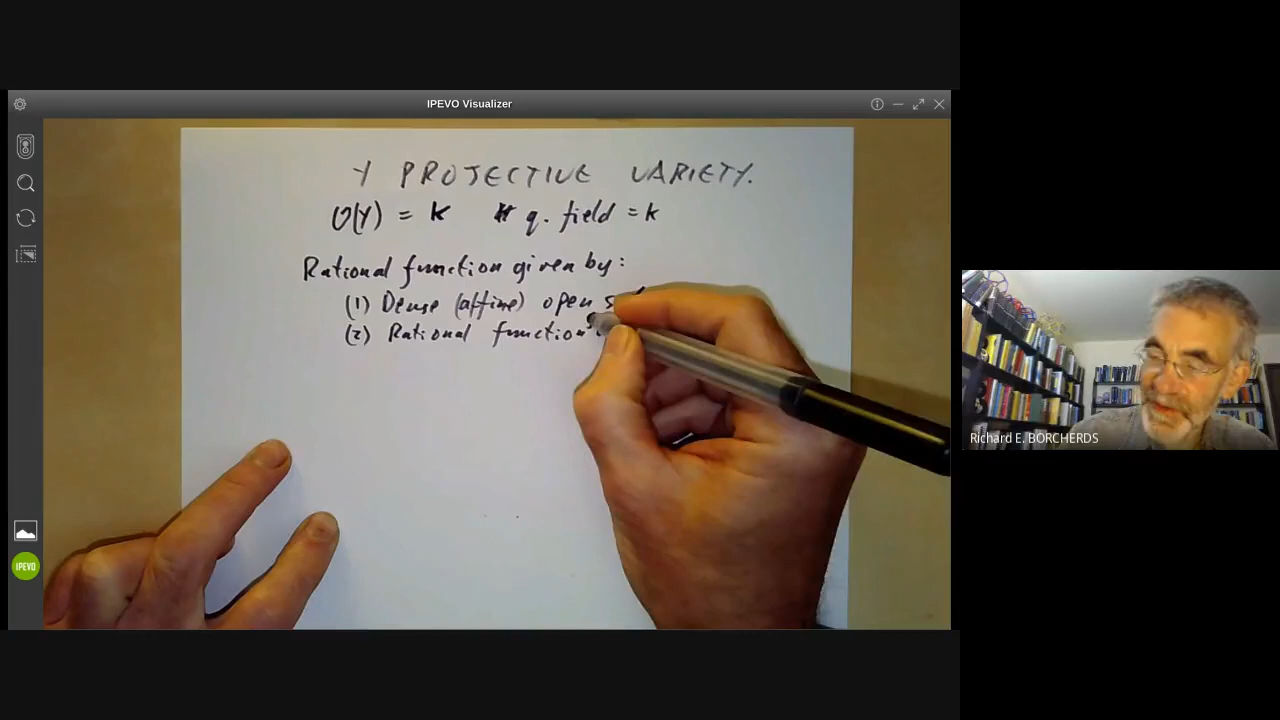 IPEVO Visualizer
Y PROJECTIVE VARIETY.
O(Y) = k q. field = k
Rational function given by:
(1) Dense (affine) open
(2) Rational function
Richard E. BORCHERDS
IPEVO